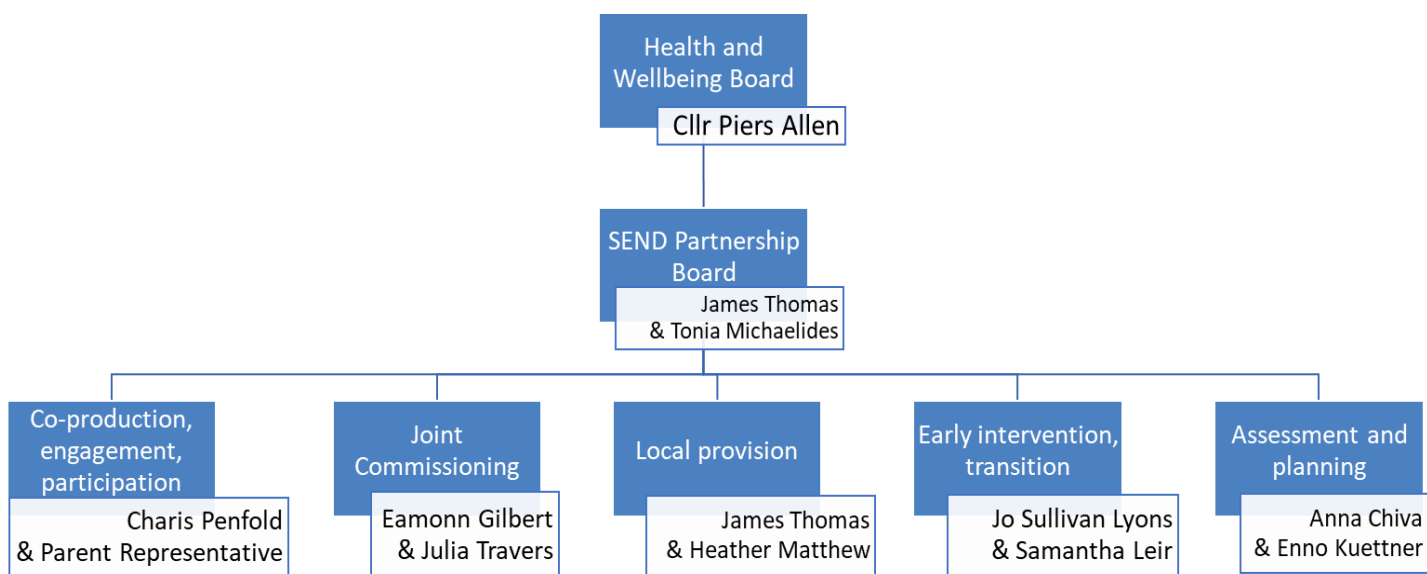 Health and
Wellbeing Board
Cllr Piers Allen
SEND Partnership
Board
James Thomas
& Tonia Michaelides
Co-production,
engagement,
participation
Charis Penfold
& Parent Representative
Joint
Commissioning
Eamonn Gilbert
& Julia Travers
Local provision
James Thomas
& Heather Matthew
Early intervention,
transition
Jo Sullivan Lyons
& Samantha Leir
Assessment and
planning
Anna Chiva
& Enno Kuettner